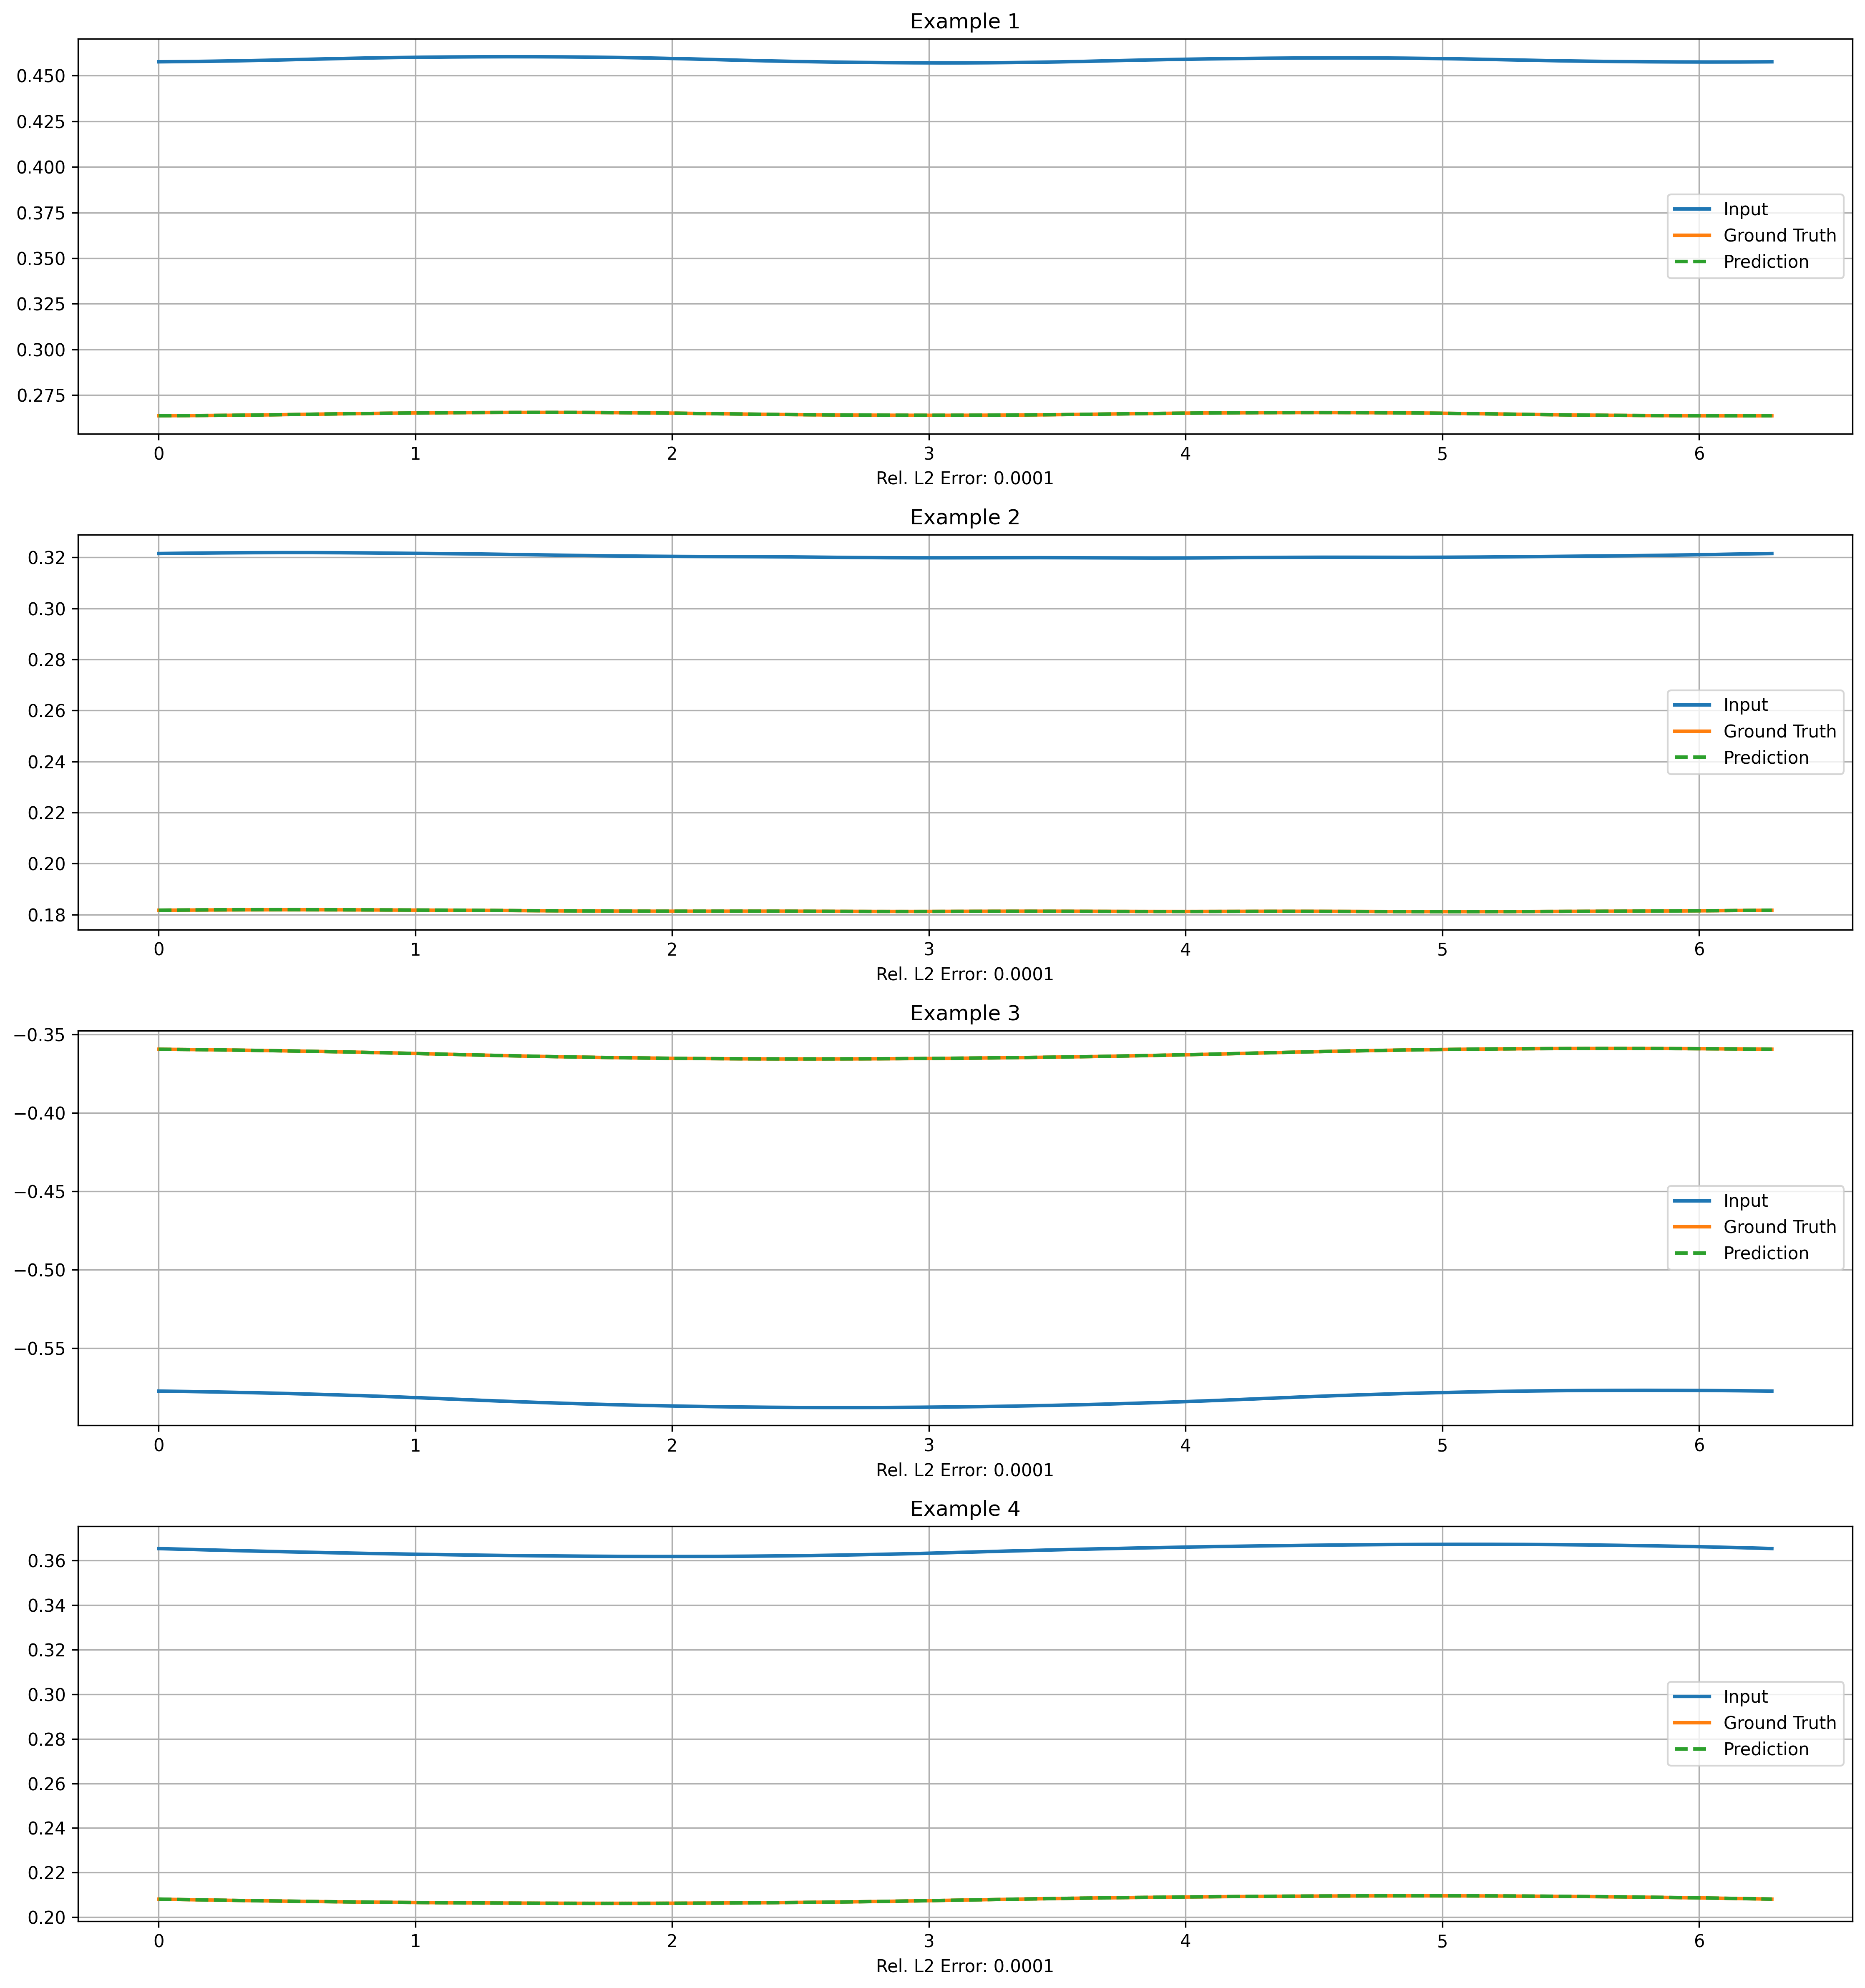 Example 1
0.450
0.425
0.400
0.375
0.350
0.325
0.300
0.275
Input
Ground Truth
Prediction
0 1 2 3 4 5 6
Rel. L2 Error: 0.0001
Example 2
0.32
0.30
0.28
0.26
0.24
0.22
0.20
0.18
Input
Ground Truth
Prediction
0 1 2 3 4 5 6
Rel. L2 Error: 0.0001
Example 3
−0.35
−0.40
−0.45
−0.50
−0.55
Input
Ground Truth
Prediction
0 1 2 3 4 5 6
Rel. L2 Error: 0.0001
Example 4
0.36
0.34
0.32
0.30
0.28
0.26
0.24
0.22
0.20
Input
Ground Truth
Prediction
0 1 2 3 4 5 6
Rel. L2 Error: 0.0001